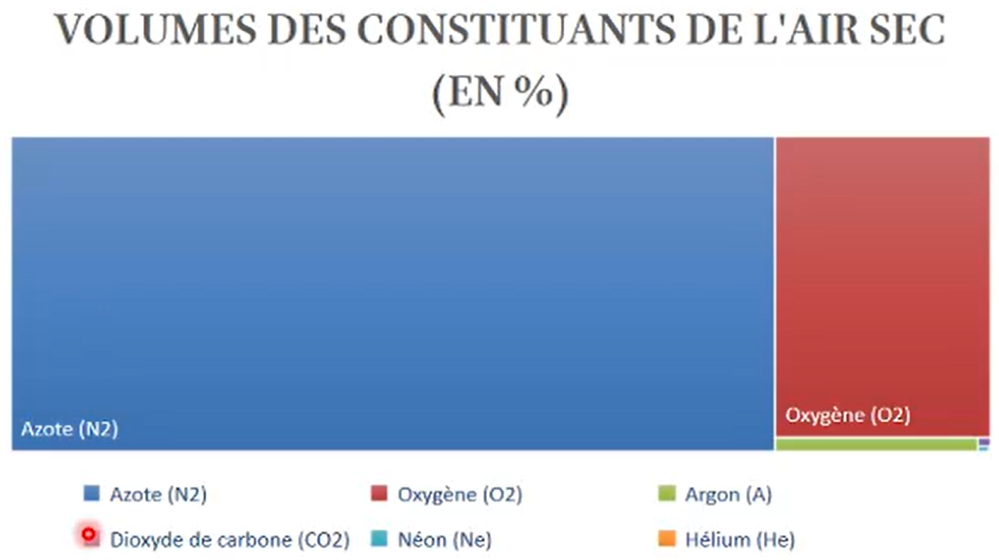 VOLUMES DES CONSTITUANTS DE L'AIR SEC
(EN %)
Azote (N2)
Oxygène (O2)
Azote (N2)
Oxygène (O2)
Argon (A)
Dioxyde de carbone (CO2)
Néon (Ne)
Hélium (He)